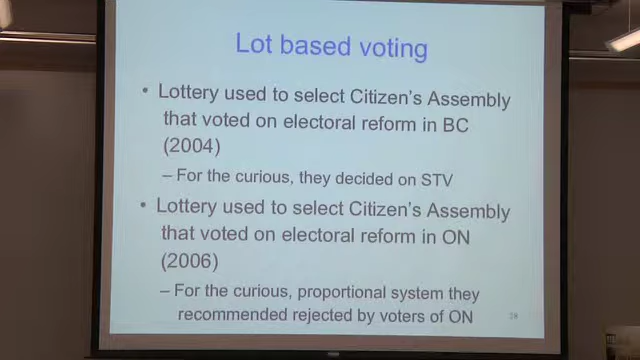 Lot based voting
• Lottery used to select Citizen's Assembly
that voted on electoral reform in BC
(2004)
– For the curious, they decided on STV
• Lottery used to select Citizen's Assembly
that voted on electoral reform in ON
(2006)
– For the curious, proportional system they
recommended rejected by voters of ON